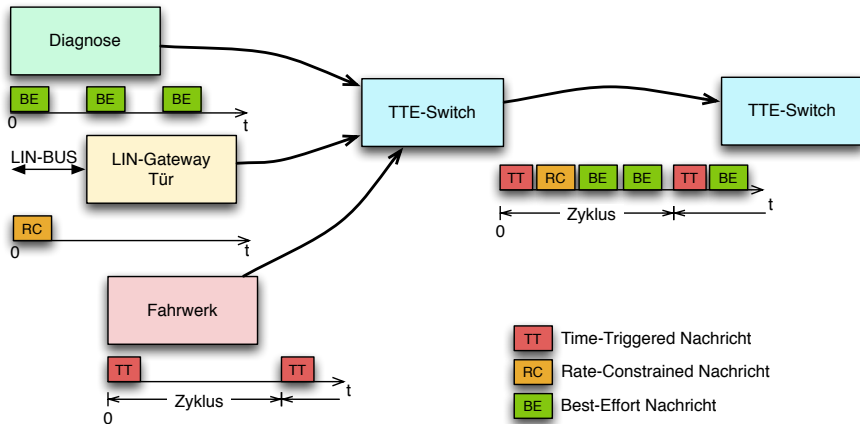 Diagnose
BE BE BE
0 t
LIN-BUS
LIN-Gateway
Tür
RC
0 t
Fahrwerk
TT TT
Zyklus t
0
TTE-Switch
TTE-Switch
TT RC BE BE TT BE
Zyklus t
0
TT Time-Triggered Nachricht
RC Rate-Constrained Nachricht
BE Best-Effort Nachricht